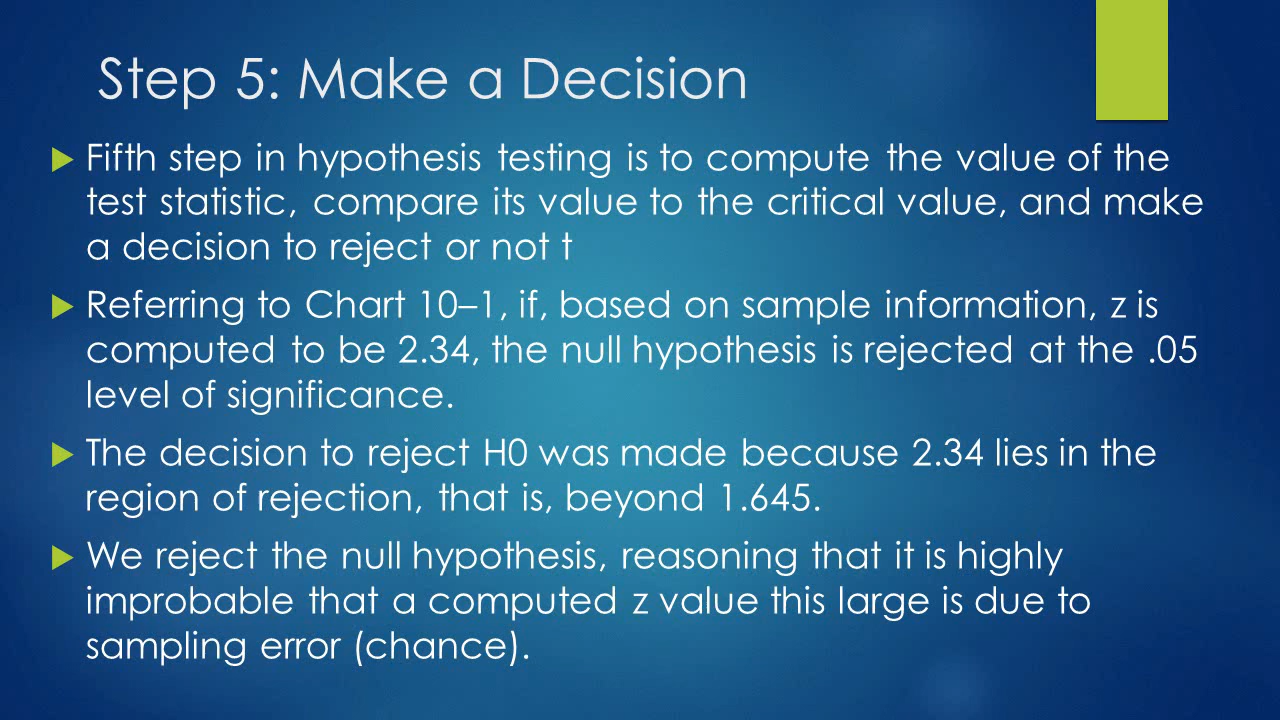 Step 5: Make a Decision
Fifth step in hypothesis testing is to compute the value of the
test statistic, compare its value to the critical value, and make
a decision to reject or not t
Referring to Chart 10–1, if, based on sample information, z is
computed to be 2.34, the null hypothesis is rejected at the .05
level of significance.
The decision to reject H0 was made because 2.34 lies in the
region of rejection, that is, beyond 1.645.
We reject the null hypothesis, reasoning that it is highly
improbable that a computed z value this large is due to
sampling error (chance).